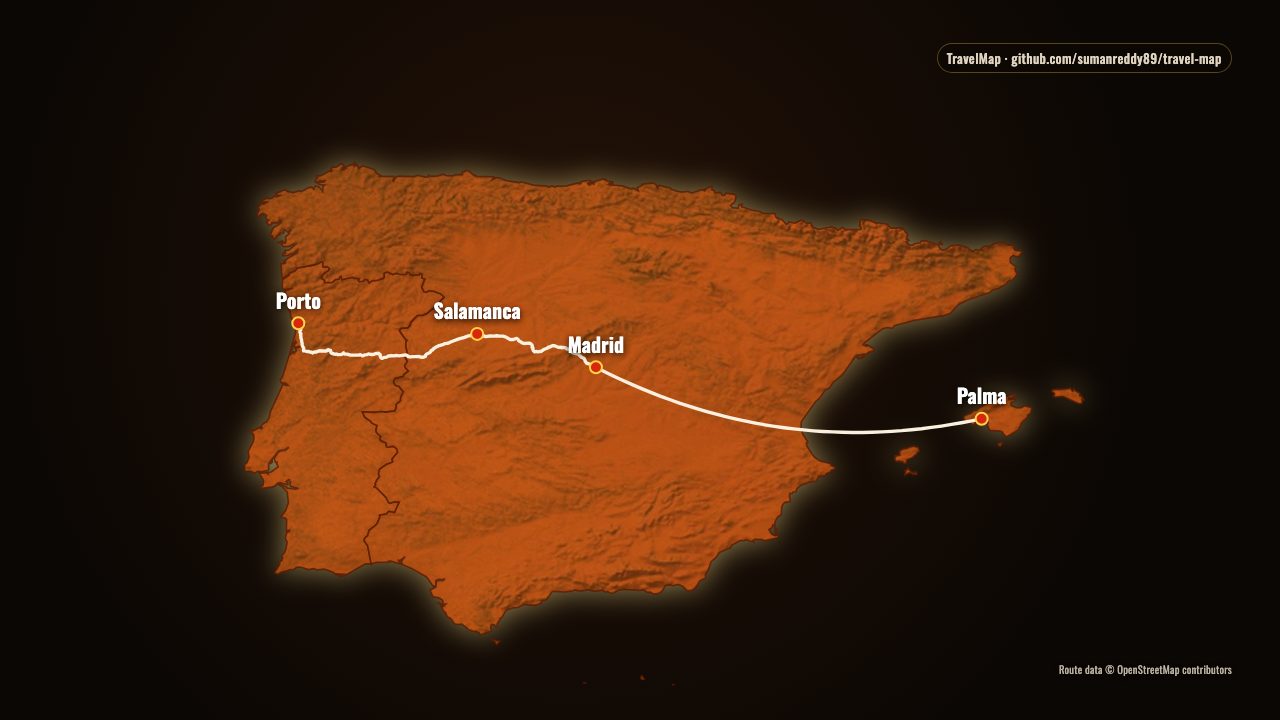 TravelMap · github.com/sumanreddy89/travel-map
Porto
Salamanca
Madrid
Palma
Route data © OpenStreetMap contributors